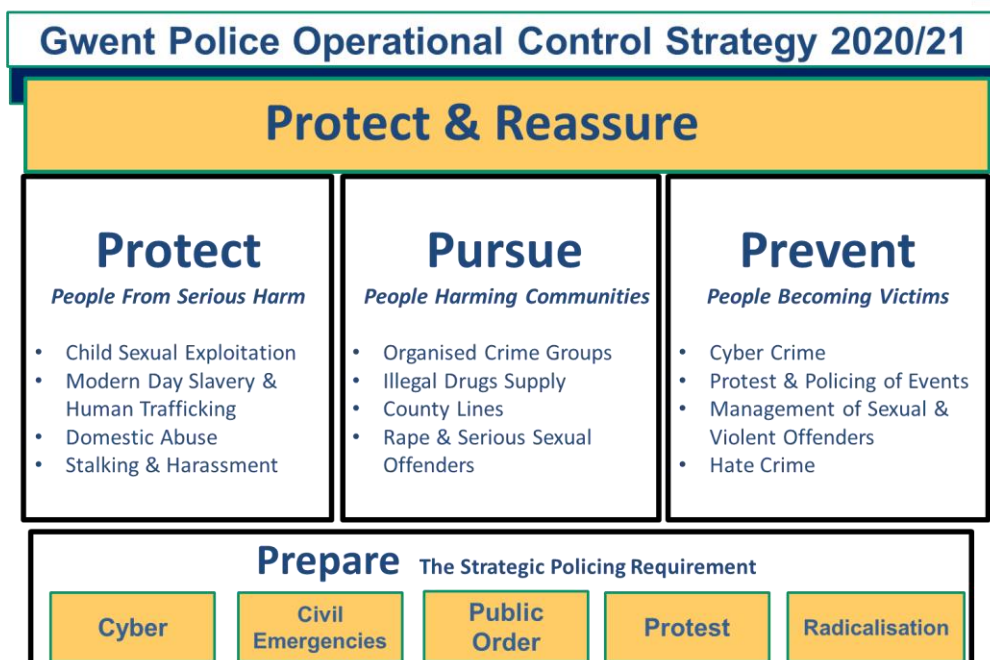 Gwent Police Operational Control Strategy 2020/21
Protect & Reassure
Protect
People From Serious Harm
• Child Sexual Exploitation
• Modern Day Slavery &
Human Trafficking
• Domestic Abuse
• Stalking & Harassment
Pursue
People Harming Communities
• Organised Crime Groups
• Illegal Drugs Supply
• County Lines
• Rape & Serious Sexual
Offenders
Prevent
People Becoming Victims
• Cyber Crime
• Protest & Policing of Events
• Management of Sexual &
Violent Offenders
• Hate Crime
Prepare The Strategic Policing Requirement
Cyber
Civil
Emergencies
Public
Order
Protest
Radicalisation